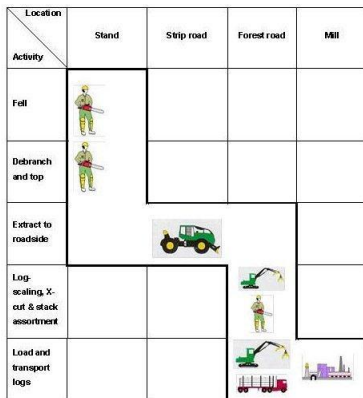 Location
Activity
Stand
Strip road
Forest road
Mill
Fell
Debranch
and top
Extract to
roadside
Log-
scaling, X-
cut & stack
assortment
Load and
transport
logs